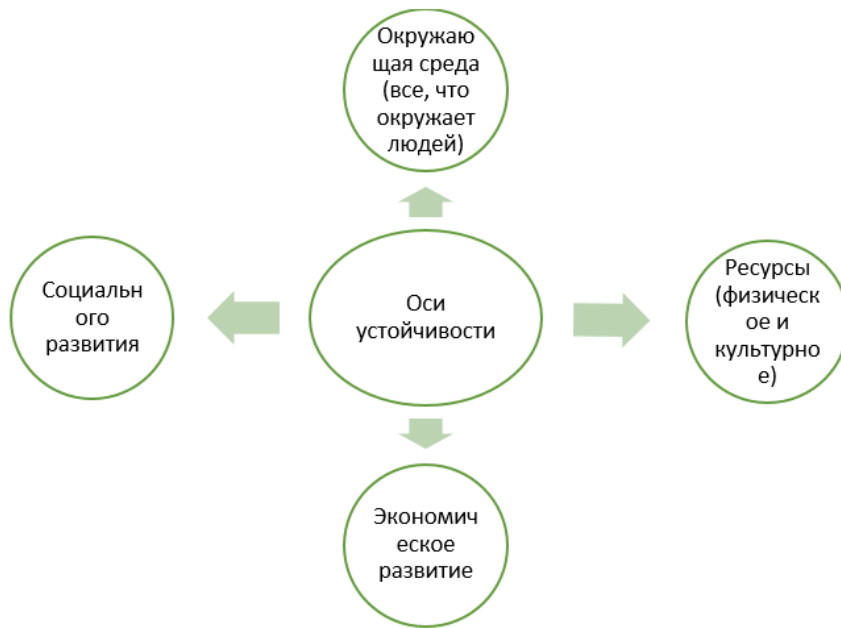 Окружаю
щая среда
(все, что
окружает
людей)
Социальн
ого
развития
Оси
устойчивости
Ресурсы
(физическ
ое и
культурно
е)
Экономич
еское
развитие